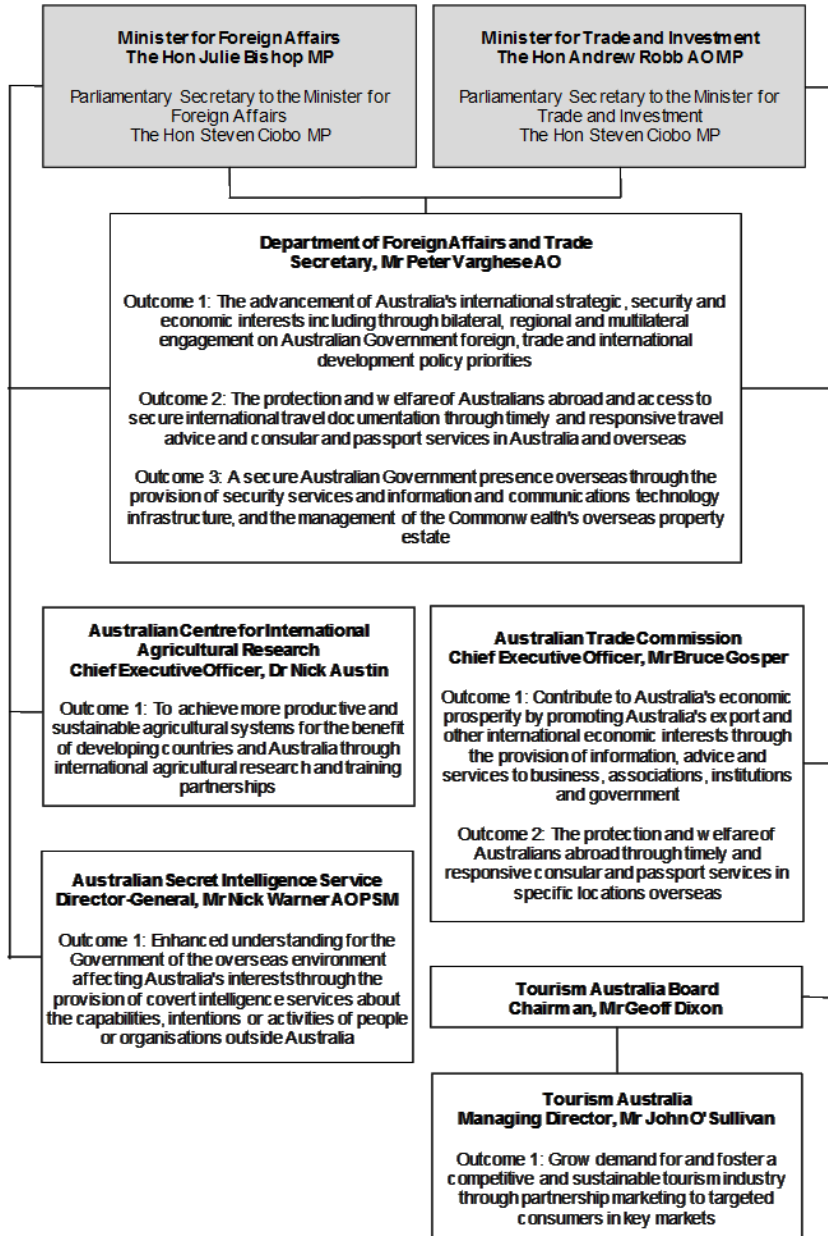 Minister for Foreign Affairs
The Hon Julie Bishop MP
Parliamentary Secretary to the Minister for
Foreign Affairs
The Hon Steven Ciobo MP
Minister for Trade and Investment
The Hon Andrew Robb AO MP
Parliamentary Secretary to the Minister for
Trade and Investment
The Hon Steven Ciobo MP
Department of Foreign Affairs and Trade
Secretary, Mr Peter Varghese AO
Outcome 1: The advancement of Australia's international strategic, security and
economic interests including through bilateral, regional and multilateral
engagement on Australian Government foreign, trade and international
development policy priorities
Outcome 2: The protection and welfare of Australians abroad and access to
secure international travel documentation through timely and responsive travel
advice and consular and passport services in Australia and overseas
Outcome 3: A secure Australian Government presence overseas through the
provision of security services and information and communications technology
infrastructure, and the management of the Commonwealth's overseas property
estate
Australian Centre for International
Agricultural Research
Chief Executive Officer, Dr Nick Austin
Outcome 1: To achieve more productive and
sustainable agricultural systems for the benefit
of developing countries and Australia through
international agricultural research and training
partnerships
Australian Trade Commission
Chief Executive Officer, Mr Bruce Gosper
Outcome 1: Contribute to Australia's economic
prosperity by promoting Australia's export and
other international economic interests through
the provision of information, advice and
services to business, associations, institutions
and government
Outcome 2: The protection and welfare of
Australians abroad through timely and
responsive consular and passport services in
specific locations overseas
Australian Secret Intelligence Service
Director-General, Mr Nick Warner AO PSM
Outcome 1: Enhanced understanding for the
Government of the overseas environment
affecting Australia's interests through the
provision of covert intelligence services about
the capabilities, intentions or activities of people
or organisations outside Australia
Tourism Australia Board
Chairman, Mr Geoff Dixon
Tourism Australia
Managing Director, Mr John O'Sullivan
Outcome 1: Grow demand for and foster a
competitive and sustainable tourism industry
through partnership marketing to targeted
consumers in key markets